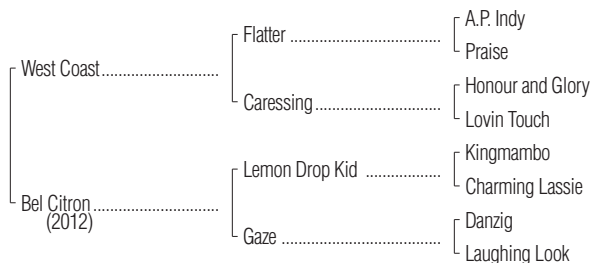 A.P. Indy
Flatter
Praise
West Coast
Honour and Glory
Caressing
Lovin Touch
Kingmambo
Lemon Drop Kid
Charming Lassie
Bel Citron
(2012)
Danzig
Gaze
Laughing Look